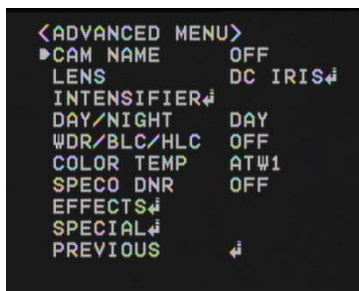 <ADVANCED MENU>
CAM NAME OFF
LENS DC IRIS↲
INTENSIFIER↲
DAY/NIGHT DAY
WDR/BLC/HLC OFF
COLOR TEMP ATW1
SPECO DNR OFF
EFFECTS↲
SPECIAL↲
PREVIOUS ↲